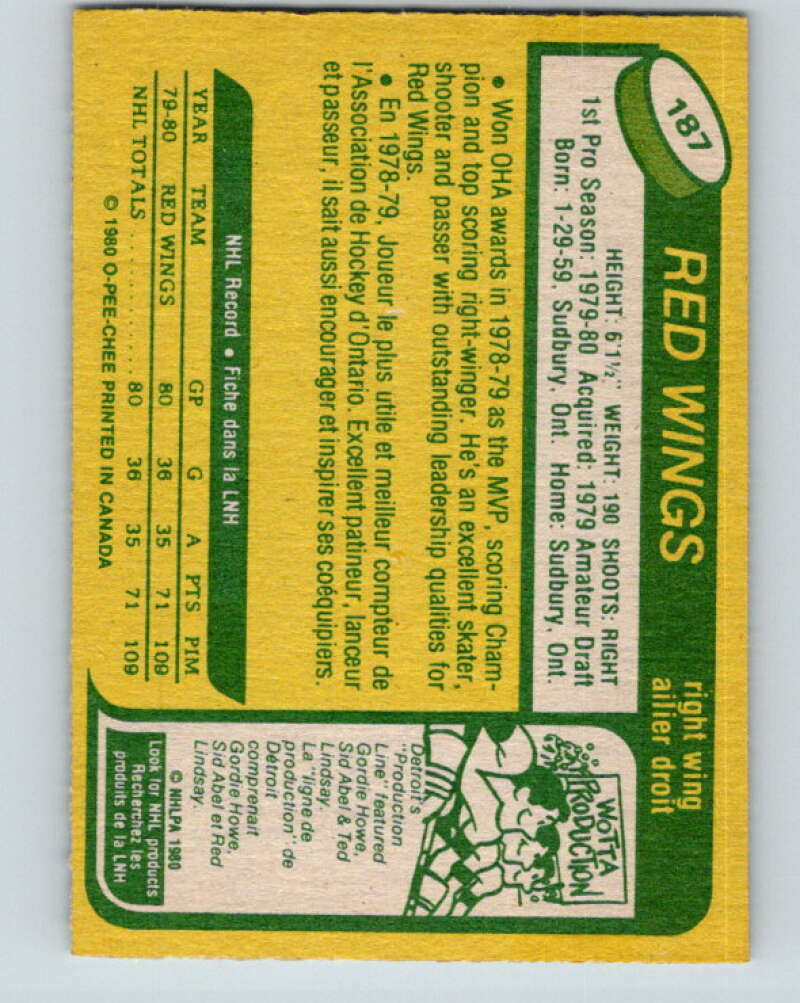 187
RED WINGS
right wing
ailier droit
HEIGHT: 6'1½" WEIGHT: 190 SHOOTS: RIGHT
1st Pro Season: 1979-80 Acquired: 1979 Amateur Draft
Born: 1-29-59, Sudbury, Ont. Home: Sudbury, Ont.
• Won OHA awards in 1978-79 as the MVP, scoring Cham-
pion and top scoring right-winger. He's an excellent skater,
shooter and passer with outstanding leadership qualities for
Red Wings.
• En 1978-79, Joueur le plus utile et meilleur compteur de
l'Association de Hockey d'Ontario. Excellent patineur, lanceur
et passeur, il sait aussi encourager et inspirer ses coéquipiers.
NHL Record • Fiche dans la LNH
YEAR TEAM GP G A PTS PIM
79-80 RED WINGS 80 36 35 71 109
NHL TOTALS .......... 80 36 35 71 109
© 1980 O-PEE-CHEE PRINTED IN CANADA
WOTTA
PRODUCTION!
Detroit's
"Production
Line" featured
Gordie Howe,
Sid Abel & Ted
Lindsay.
La "ligne de
production" de
Détroit
comprenait
Gordie Howe,
Sid Abel et Red
Lindsay.
© NHLPA 1980
Look for NHL products
Recherchez les
produits de la LNH